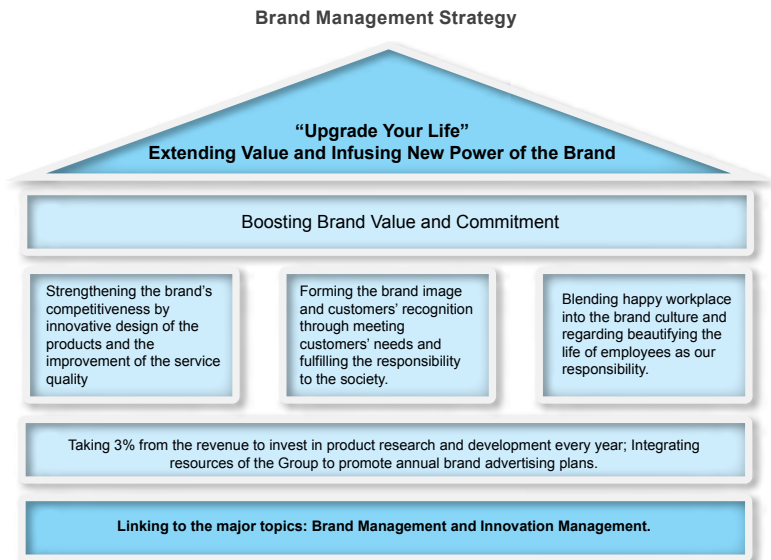 Brand Management Strategy
“Upgrade Your Life”
Extending Value and Infusing New Power of the Brand
Boosting Brand Value and Commitment
Strengthening the brand’s
competitiveness by
innovative design of the
products and the
improvement of the service
quality
Forming the brand image
and customers’ recognition
through meeting
customers’ needs and
fulfilling the responsibility
to the society.
Blending happy workplace
into the brand culture and
regarding beautifying the
life of employees as our
responsibility.
Taking 3% from the revenue to invest in product research and development every year; Integrating
resources of the Group to promote annual brand advertising plans.
Linking to the major topics: Brand Management and Innovation Management.